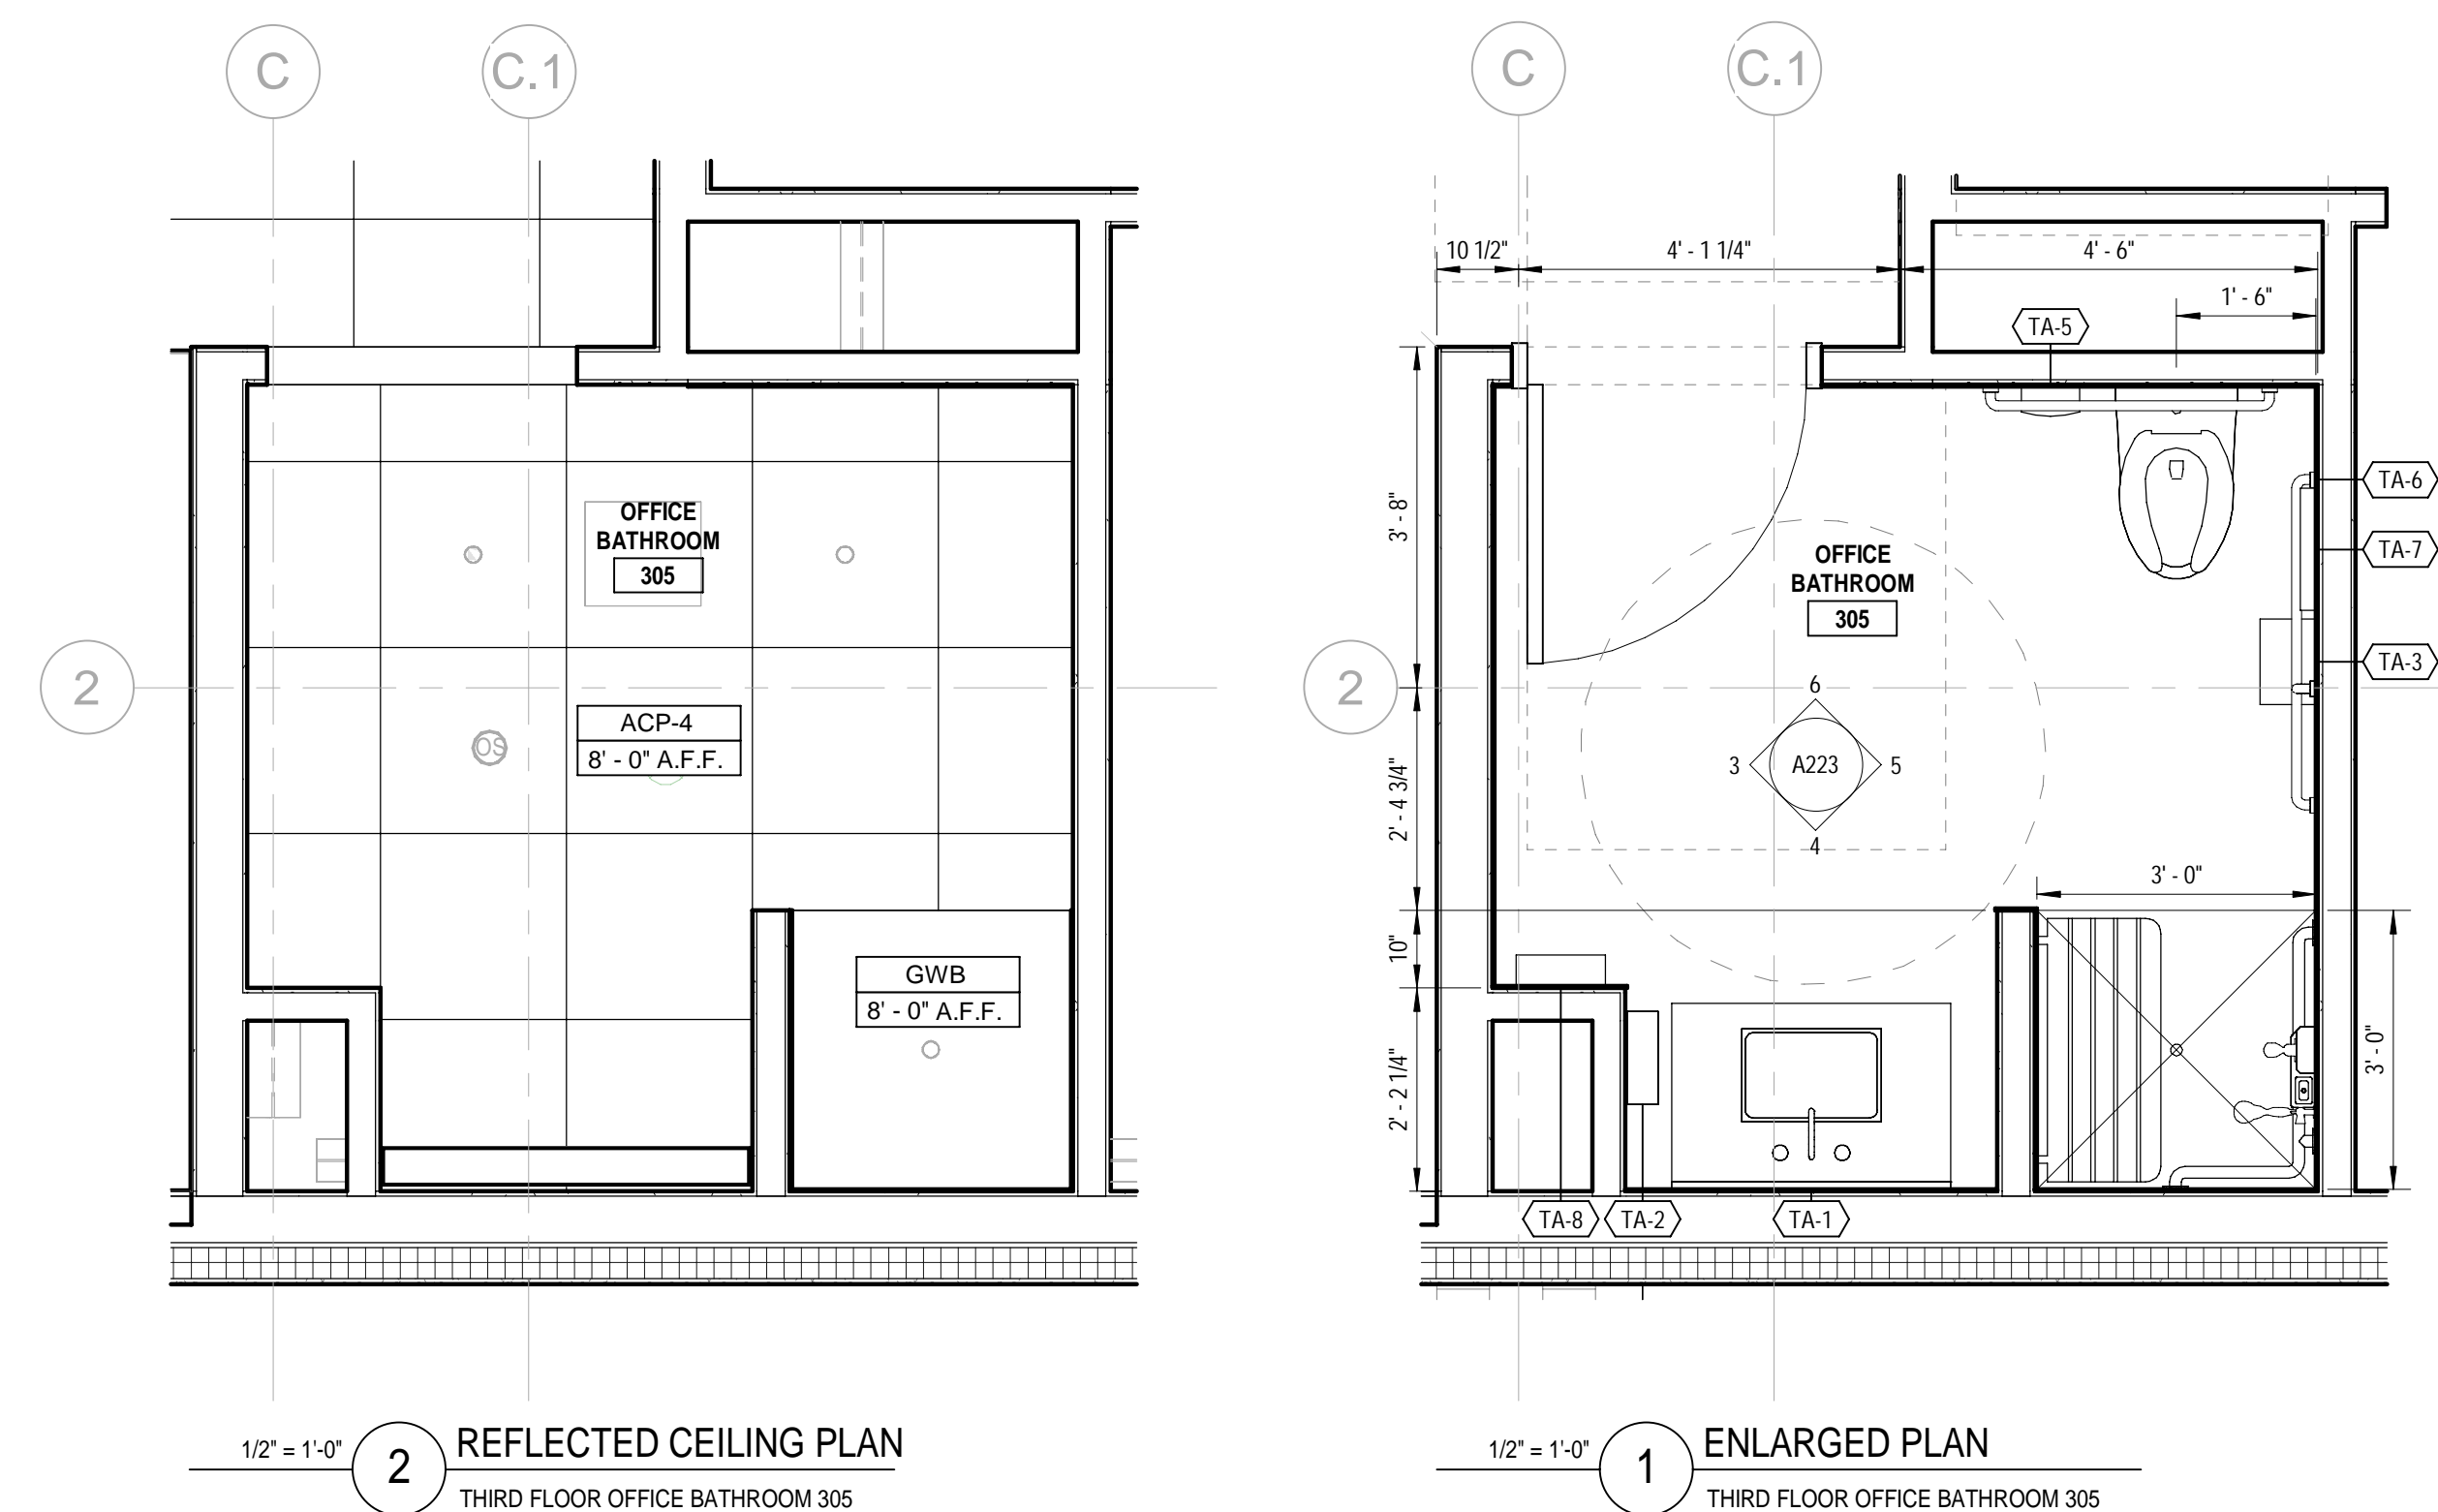 C
C.1
OFFICE
BATHROOM
305
2
OS
ACP-4
8' - 0" A.F.F.
GWB
8' - 0" A.F.F.
1/2" = 1'-0"
2
REFLECTED CEILING PLAN
THIRD FLOOR OFFICE BATHROOM 305
C
C.1
10 1/2"
4' - 1 1/4"
4' - 6"
1' - 6"
TA-5
3' - 8"
TA-6
TA-7
OFFICE
BATHROOM
305
TA-3
2
6
3
A223
5
4
2' - 4 3/4"
3' - 0"
10"
2' - 2 1/4"
3' - 0"
TA-8
TA-2
TA-1
1/2" = 1'-0"
1
ENLARGED PLAN
THIRD FLOOR OFFICE BATHROOM 305